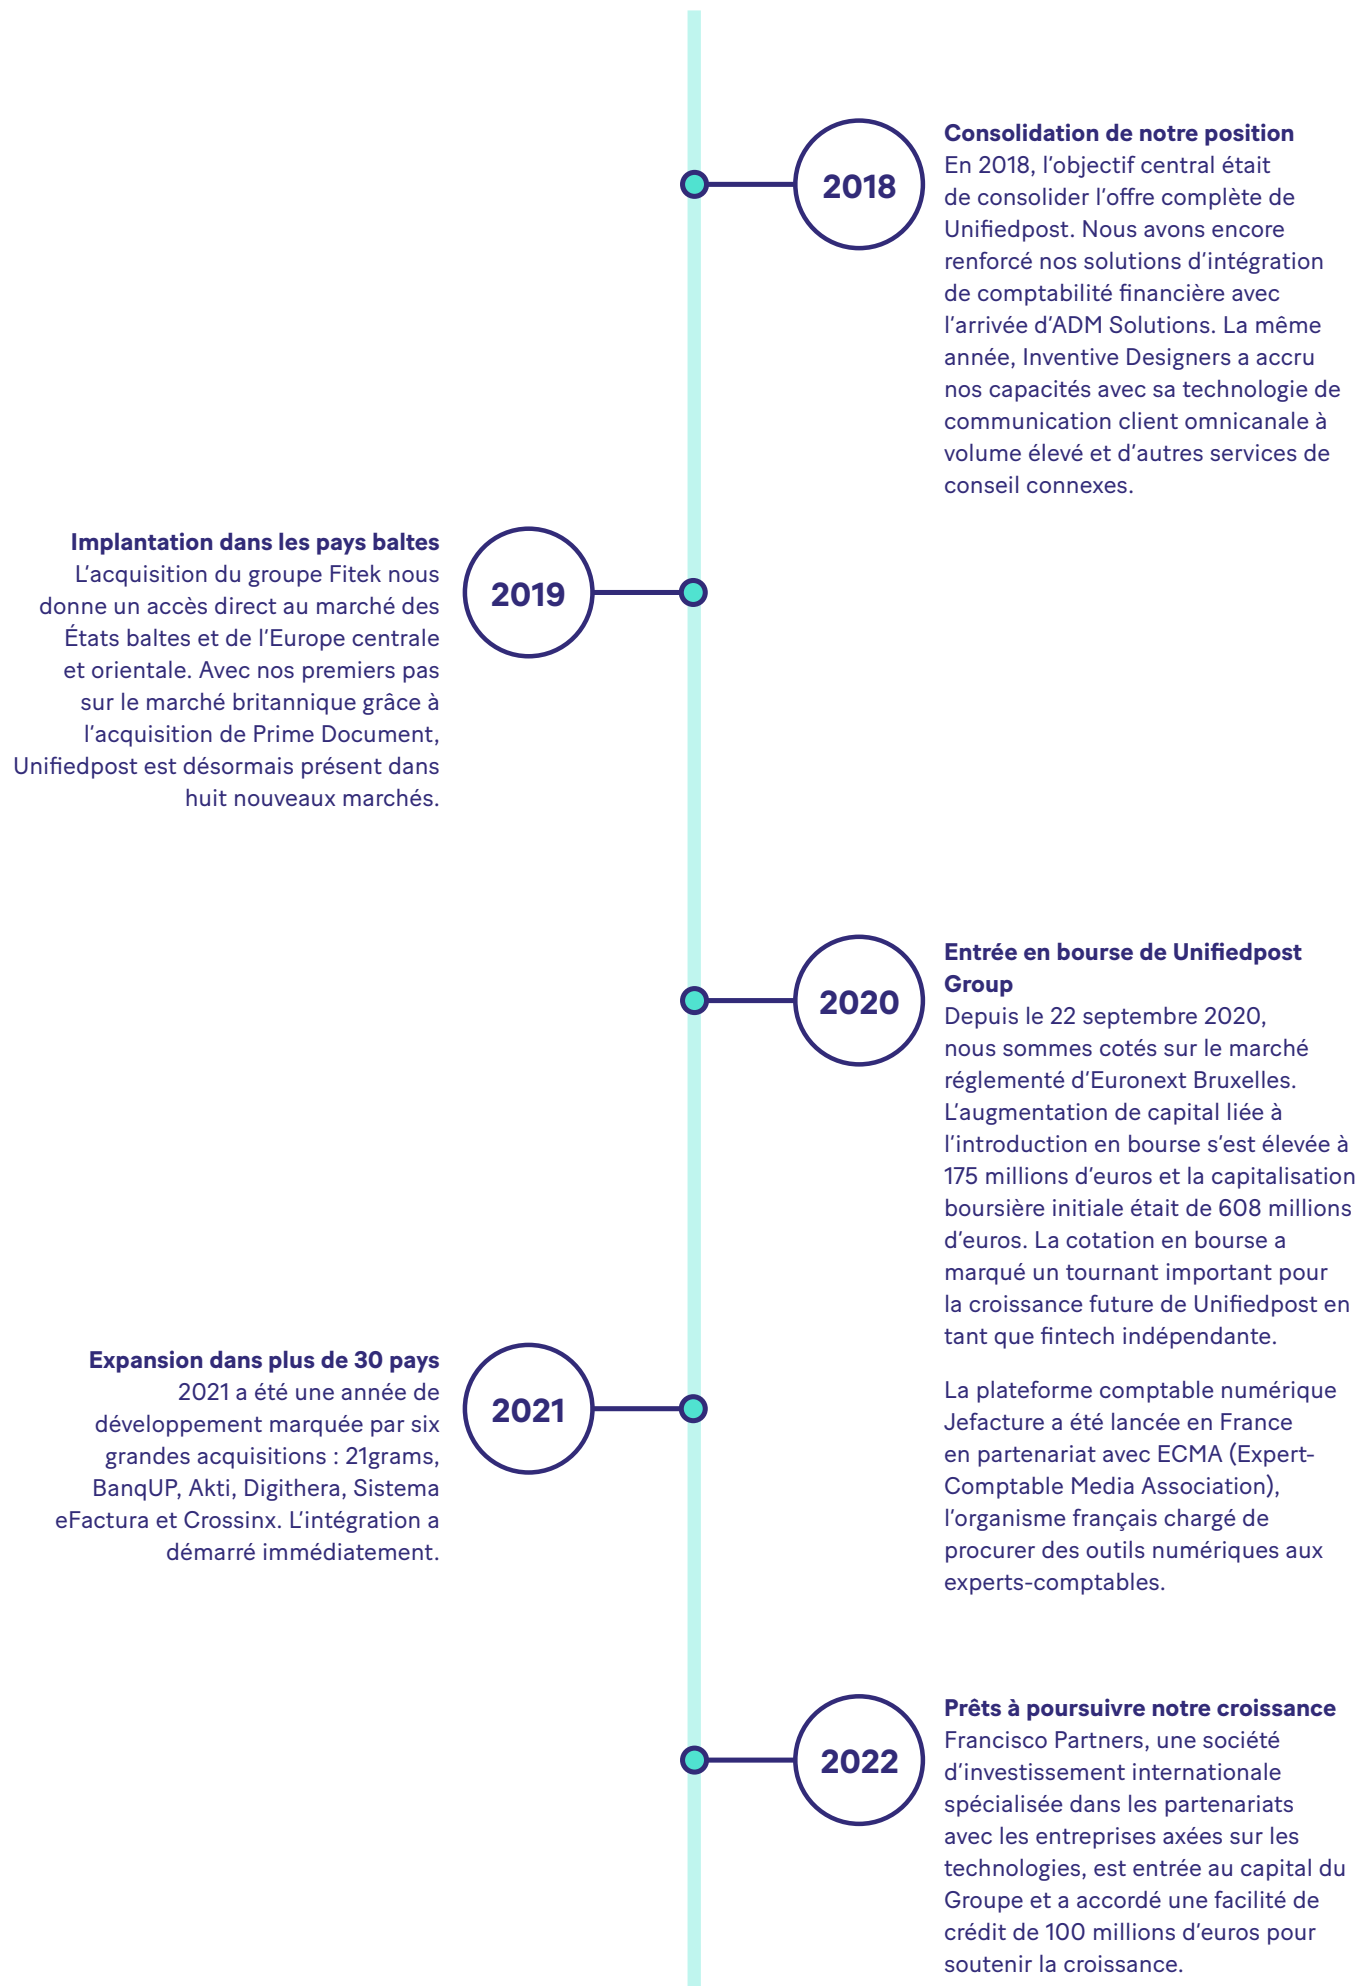 2018
Consolidation de notre position
En 2018, l'objectif central était
de consolider l'offre complète de
Unifiedpost. Nous avons encore
renforcé nos solutions d'intégration
de comptabilité financière avec
l'arrivée d'ADM Solutions. La même
année, Inventive Designers a accru
nos capacités avec sa technologie de
communication client omnicanale à
volume élevé et d'autres services de
conseil connexes.
Implantation dans les pays baltes
L'acquisition du groupe Fitek nous
donne un accès direct au marché des
États baltes et de l'Europe centrale
et orientale. Avec nos premiers pas
sur le marché britannique grâce à
l'acquisition de Prime Document,
Unifiedpost est désormais présent dans
huit nouveaux marchés.
2019
2020
Entrée en bourse de Unifiedpost
Group
Depuis le 22 septembre 2020,
nous sommes cotés sur le marché
réglementé d'Euronext Bruxelles.
L'augmentation de capital liée à
l'introduction en bourse s'est élevée à
175 millions d'euros et la capitalisation
boursière initiale était de 608 millions
d'euros. La cotation en bourse a
marqué un tournant important pour
la croissance future de Unifiedpost en
tant que fintech indépendante.
La plateforme comptable numérique
Jefacture a été lancée en France
en partenariat avec ECMA (Expert-
Comptable Media Association),
l'organisme français chargé de
procurer des outils numériques aux
experts-comptables.
Expansion dans plus de 30 pays
2021 a été une année de
développement marquée par six
grandes acquisitions : 21grams,
BanqUP, Akti, Digithera, Sistema
eFactura et Crossinx. L'intégration a
démarré immédiatement.
2021
2022
Prêts à poursuivre notre croissance
Francisco Partners, une société
d'investissement internationale
spécialisée dans les partenariats
avec les entreprises axées sur les
technologies, est entrée au capital du
Groupe et a accordé une facilité de
crédit de 100 millions d'euros pour
soutenir la croissance.